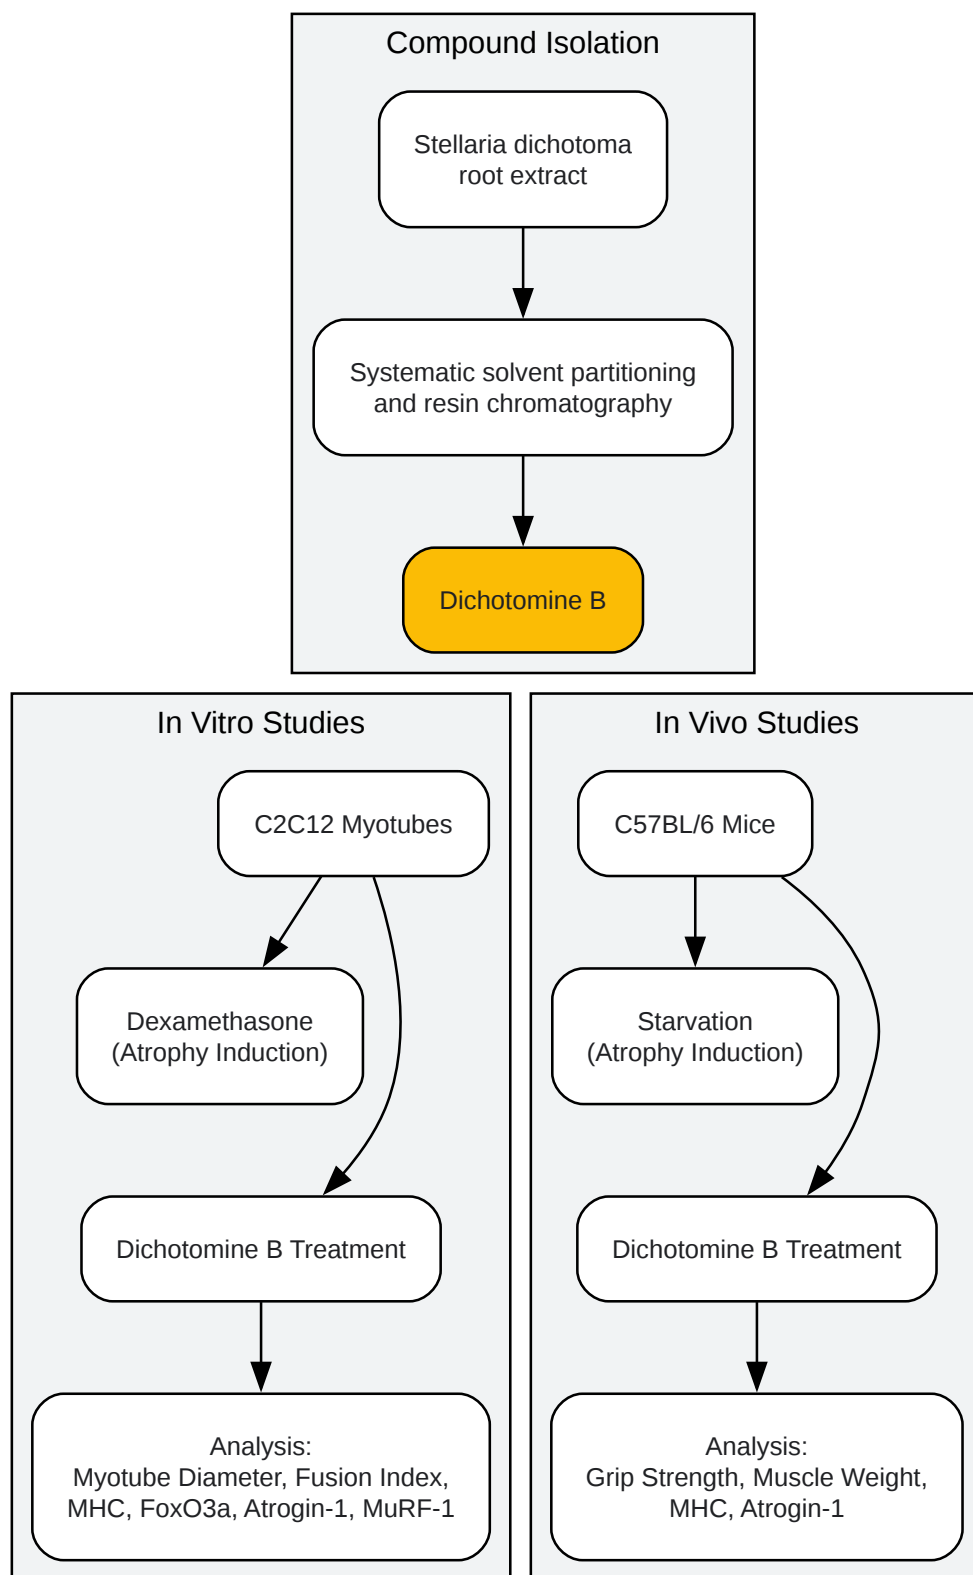 Compound Isolation
Stellaria dichotoma
root extract
Systematic solvent partitioning
and resin chromatography
Dichotomine B
In Vitro Studies
C2C12 Myotubes
Dexamethasone
(Atrophy Induction)
Dichotomine B Treatment
Analysis:
Myotube Diameter, Fusion Index,
MHC, FoxO3a, Atrogin-1, MuRF-1
In Vivo Studies
C57BL/6 Mice
Starvation
(Atrophy Induction)
Dichotomine B Treatment
Analysis:
Grip Strength, Muscle Weight,
MHC, Atrogin-1